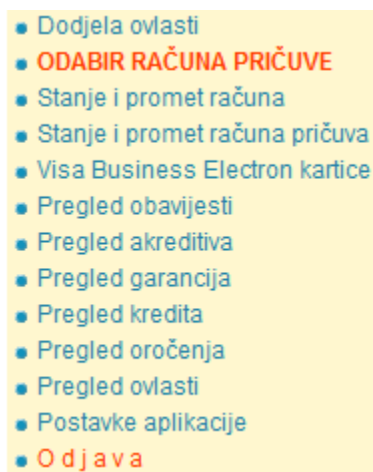 Dodjela ovlasti
ODABIR RAČUNA PRIČUVE
Stanje i promet računa
Stanje i promet računa pričuva
Visa Business Electron kartice
Pregled obavijesti
Pregled akreditiva
Pregled garancija
Pregled kredita
Pregled oročenja
Pregled ovlasti
Postavke aplikacije
O d j a v a